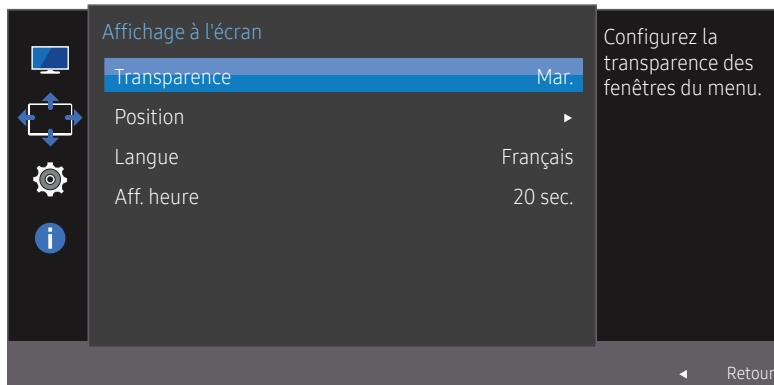 Affichage à l'écran
Transparence Mar.
Position ►
Langue Français
Aff. heure 20 sec.
Configurez la
transparence des
fenêtres du menu.
◄ Retour